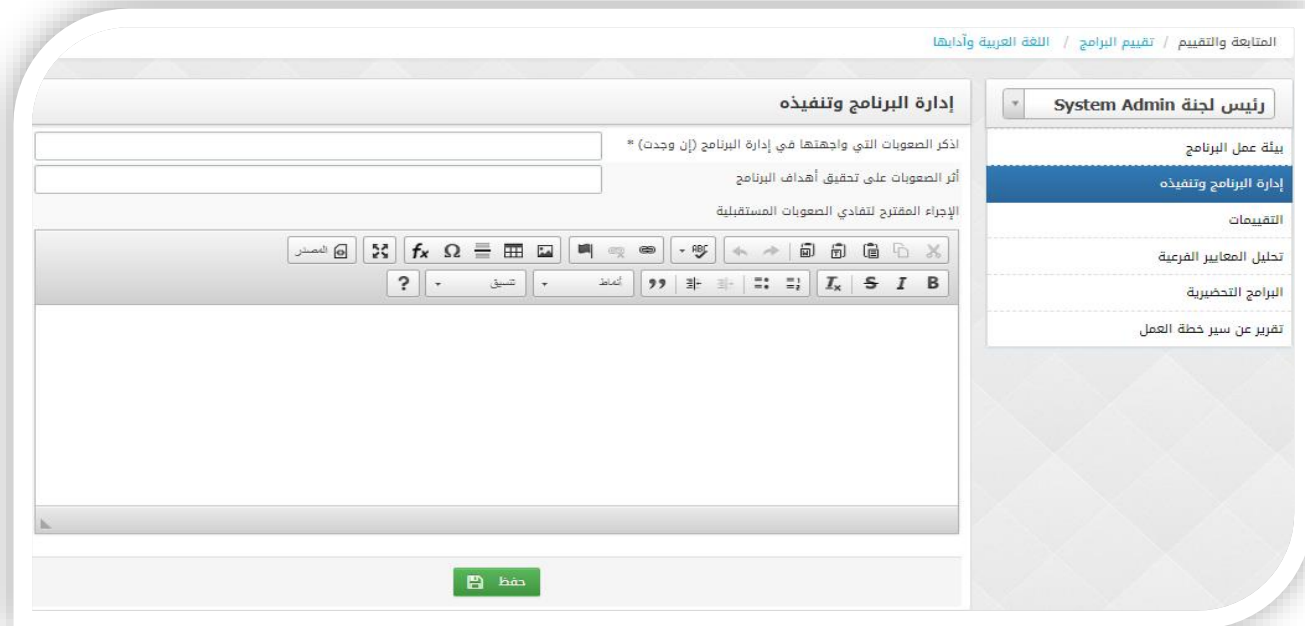 المتابعة والتقييم / تقييم البرامج / اللغة العربية وآدابها
رئيس لجنة System Admin
بيئة عمل البرنامج
إدارة البرنامج وتنفيذه
التقييمات
تحليل المعايير الفرعية
البرامج التحضيرية
تقرير عن سير خطة العمل
إدارة البرنامج وتنفيذه
اذكر الصعوبات التي واجهتها في إدارة البرنامج (إن وجدت) *
أثر الصعوبات على تحقيق أهداف البرنامج
الإجراء المقترح لتفادي الصعوبات المستقبلية
المصدر
أنماط
تنسيق
حفظ